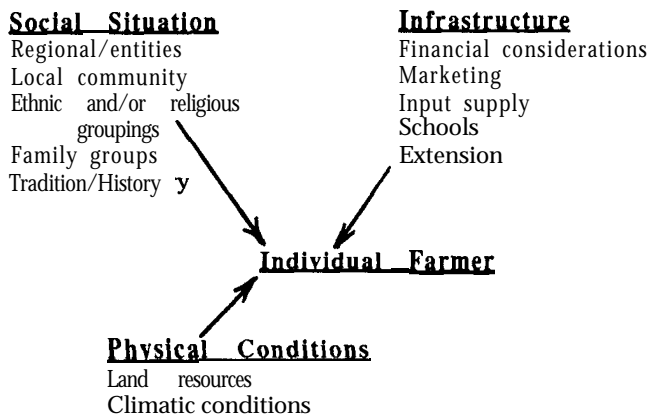 Social Situation
Regional/entities
Local community
Ethnic and/or religious
groupings
Family groups
Tradition/History y
Infrastructure
Financial considerations
Marketing
Input supply
Schools
Extension
Individual Farmer
Physical Conditions
Land resources
Climatic conditions